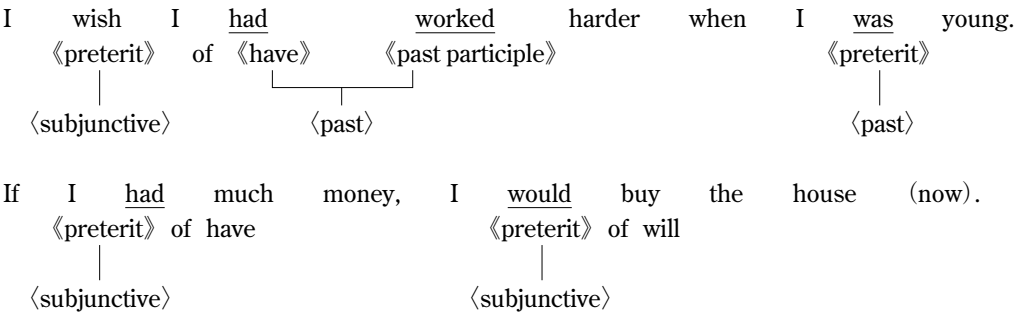 I wish I had worked harder when I was young.
《preterit》 of 《have》 《past participle》 《preterit》
〈subjunctive〉 〈past〉 〈past〉
If I had much money, I would buy the house (now).
《preterit》 of have 《preterit》 of will
〈subjunctive〉 〈subjunctive〉